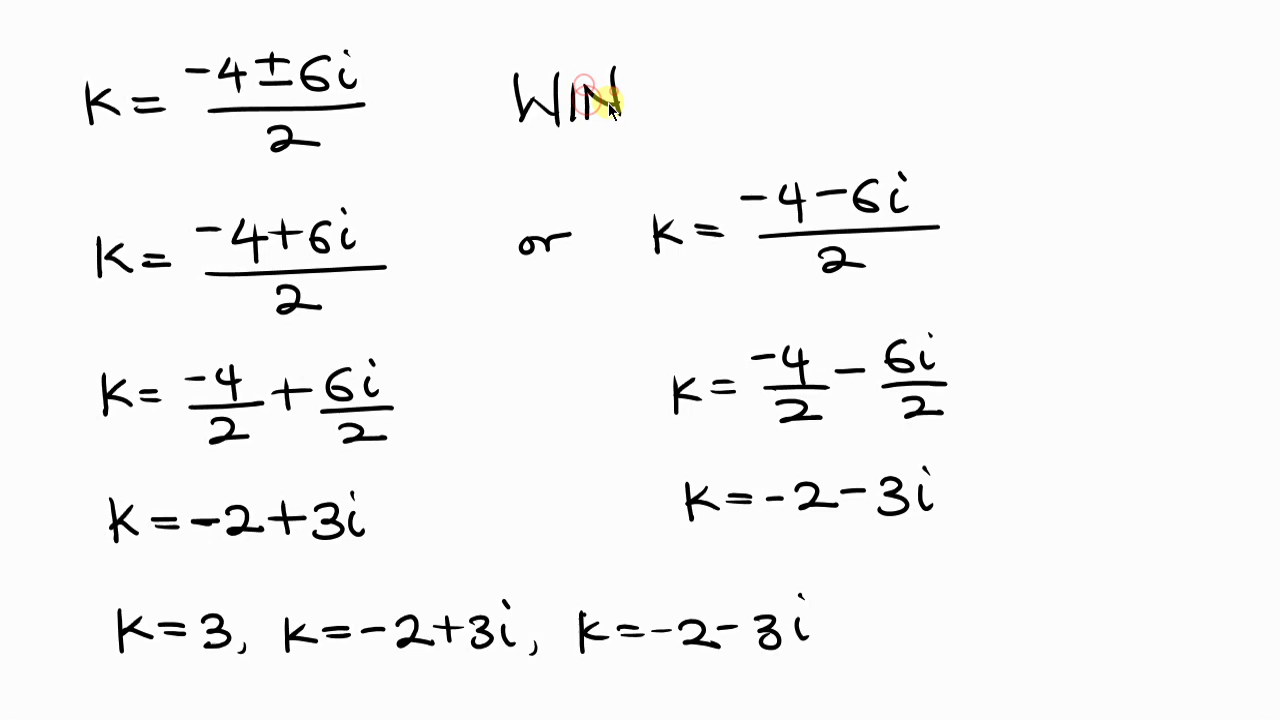 K = (-4±6i)/2 WIN
K = (-4+6i)/2 or K = (-4-6i)/2
K = -4/2 + 6i/2 K = -4/2 - 6i/2
K = -2+3i K = -2-3i
K = 3, K = -2+3i, K = -2-3i